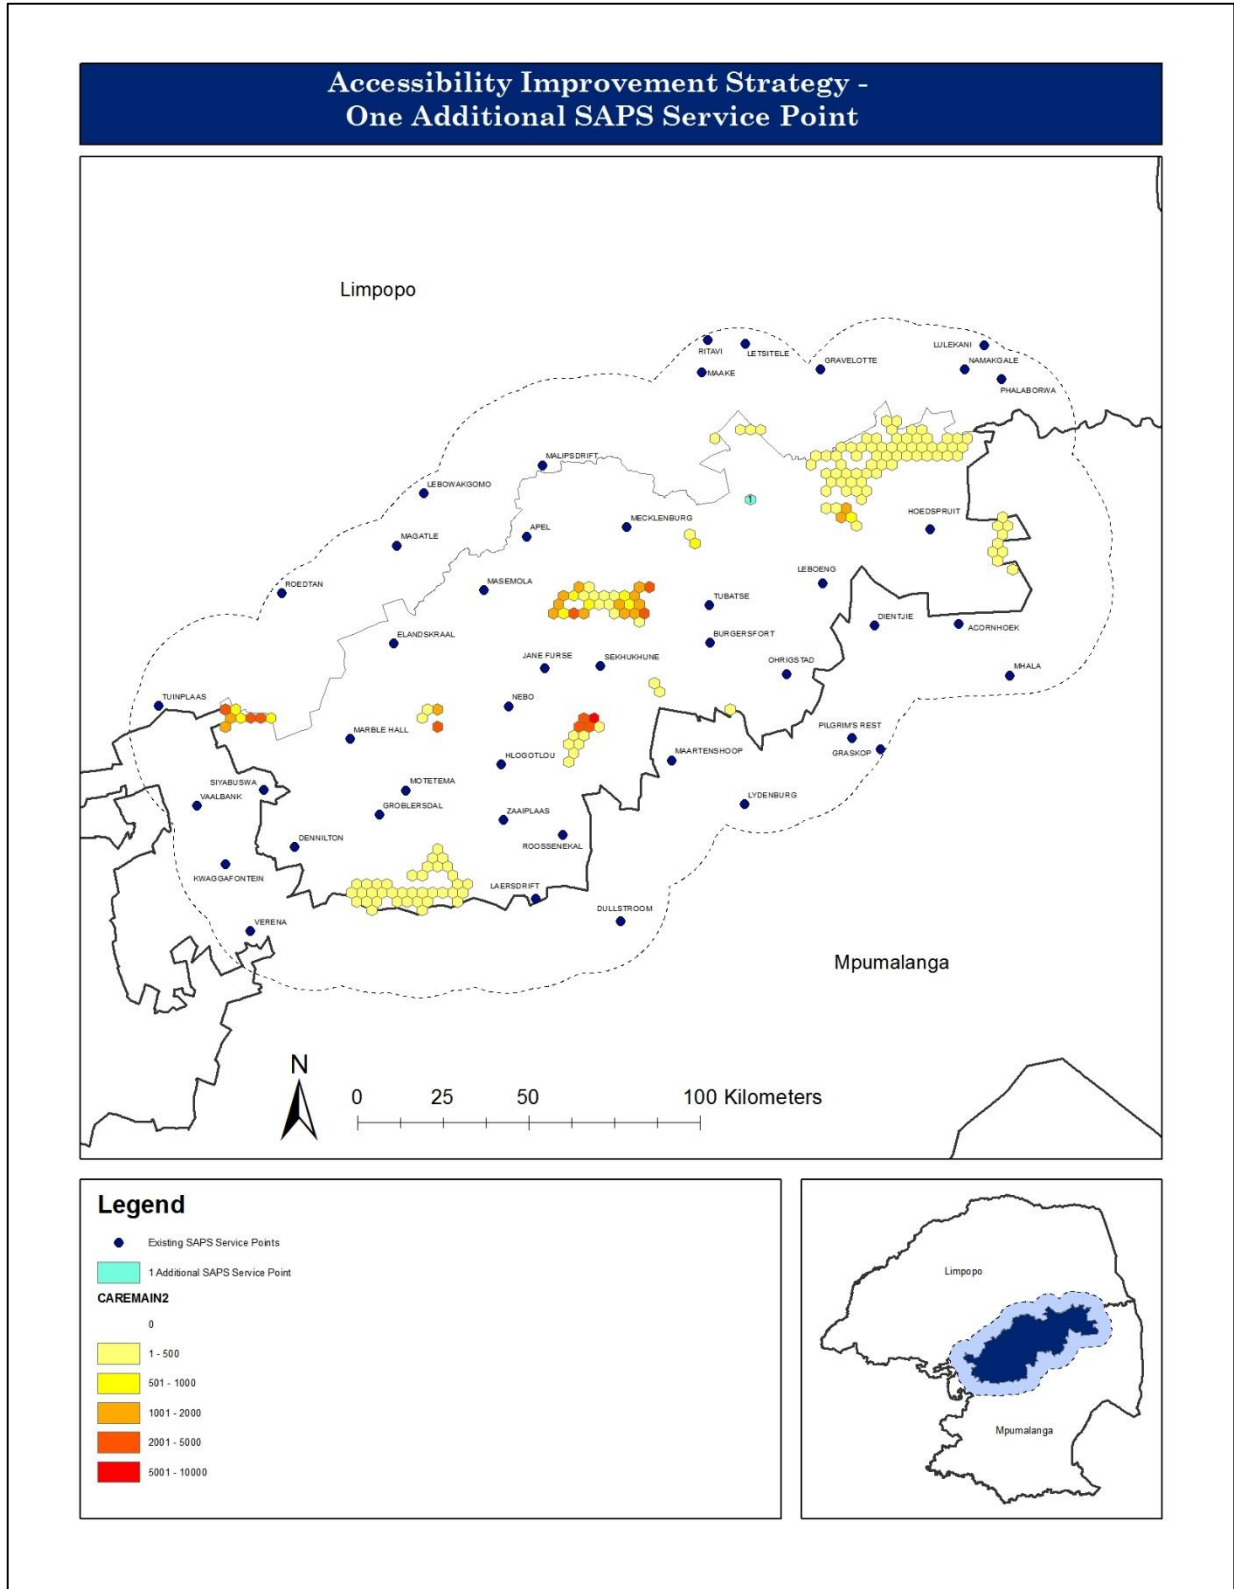 Accessibility Improvement Strategy -
One Additional SAPS Service Point
Limpopo
RITAVI
LETSITELE
MAAKE
GRAVELOTTE
LULEKANI
NAMAKGALE
PHALABORWA
MALIPSDRIFT
LEBOWAKGOMO
1
MECKLENBURG
HOEDSPRUIT
APEL
MAGATLE
LEBOENG
ROEDTAN
MASEMOLA
TUBATSE
DIENTJIE
ACORNHOEK
ELANDSKRAAL
BURGERSFORT
JANE FURSE
SEKHUKHUNE
OHRIGSTAD
MHALA
TUINPLAAS
NEBO
MARBLE HALL
PILGRIM'S REST
GRASKOP
HLOGOTLOU
MAARTENSHOOP
SIYABUSWA
VAALBANK
MOTETEMA
GROBLERSDAL
LYDENBURG
ZAAIPLAAS
ROOSSENEKAL
DENNILTON
KWAGGAFONTEIN
LAERSDRIFT
DULLSTROOM
VERENA
Mpumalanga
N
0 25 50 100 Kilometers
Legend
Existing SAPS Service Points
1 Additional SAPS Service Point
CAREMAIN2
0
1 - 500
501 - 1000
1001 - 2000
2001 - 5000
5001 - 10000
Limpopo
Mpumalanga